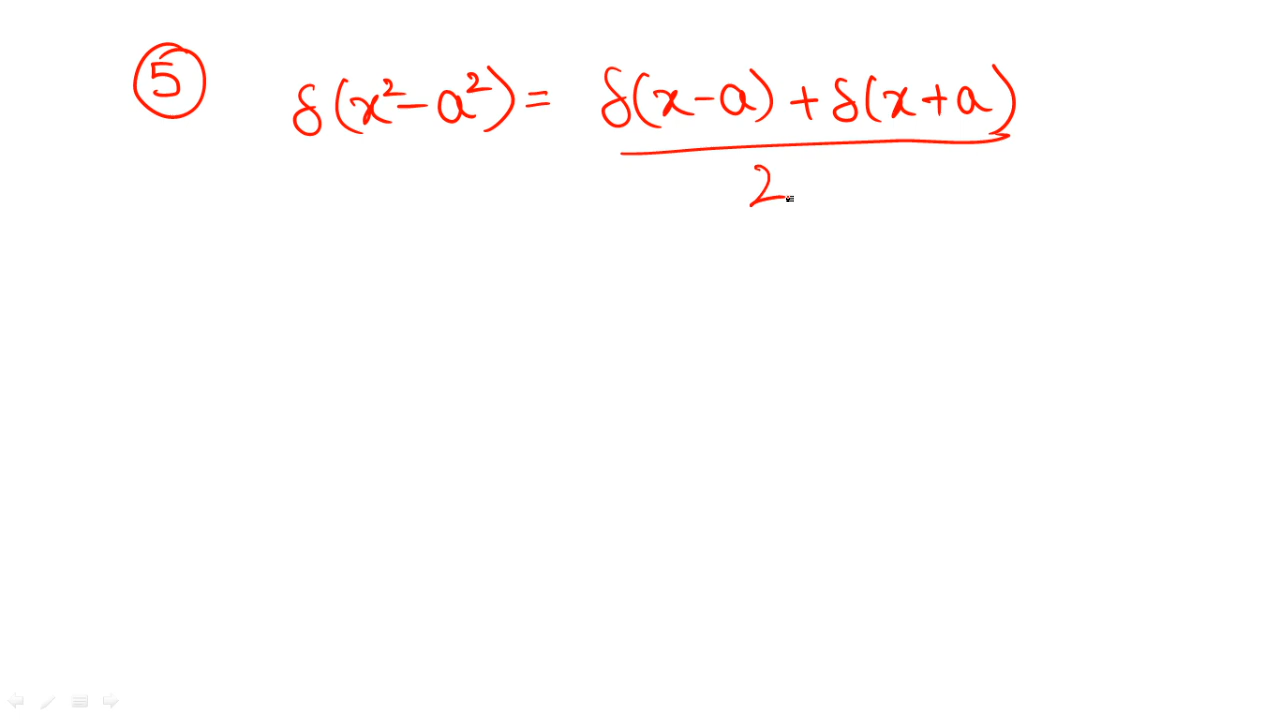 ⑤ δ(x²-a²) = δ(x-a) + δ(x+a)
2